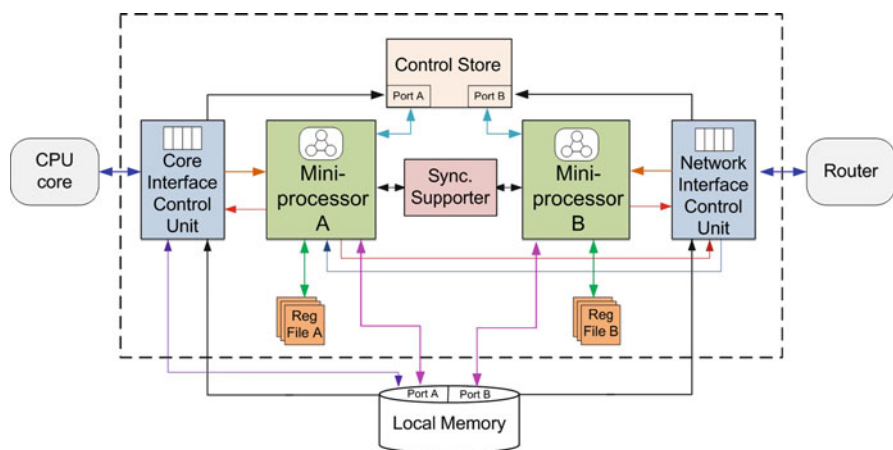 Control Store
Port A
Port B
CPU
core
Core
Interface
Control
Unit
Mini-
processor
A
Sync.
Supporter
Mini-
processor
B
Network
Interface
Control
Unit
Router
Reg
File A
Reg
File B
Port A
Port B
Local Memory